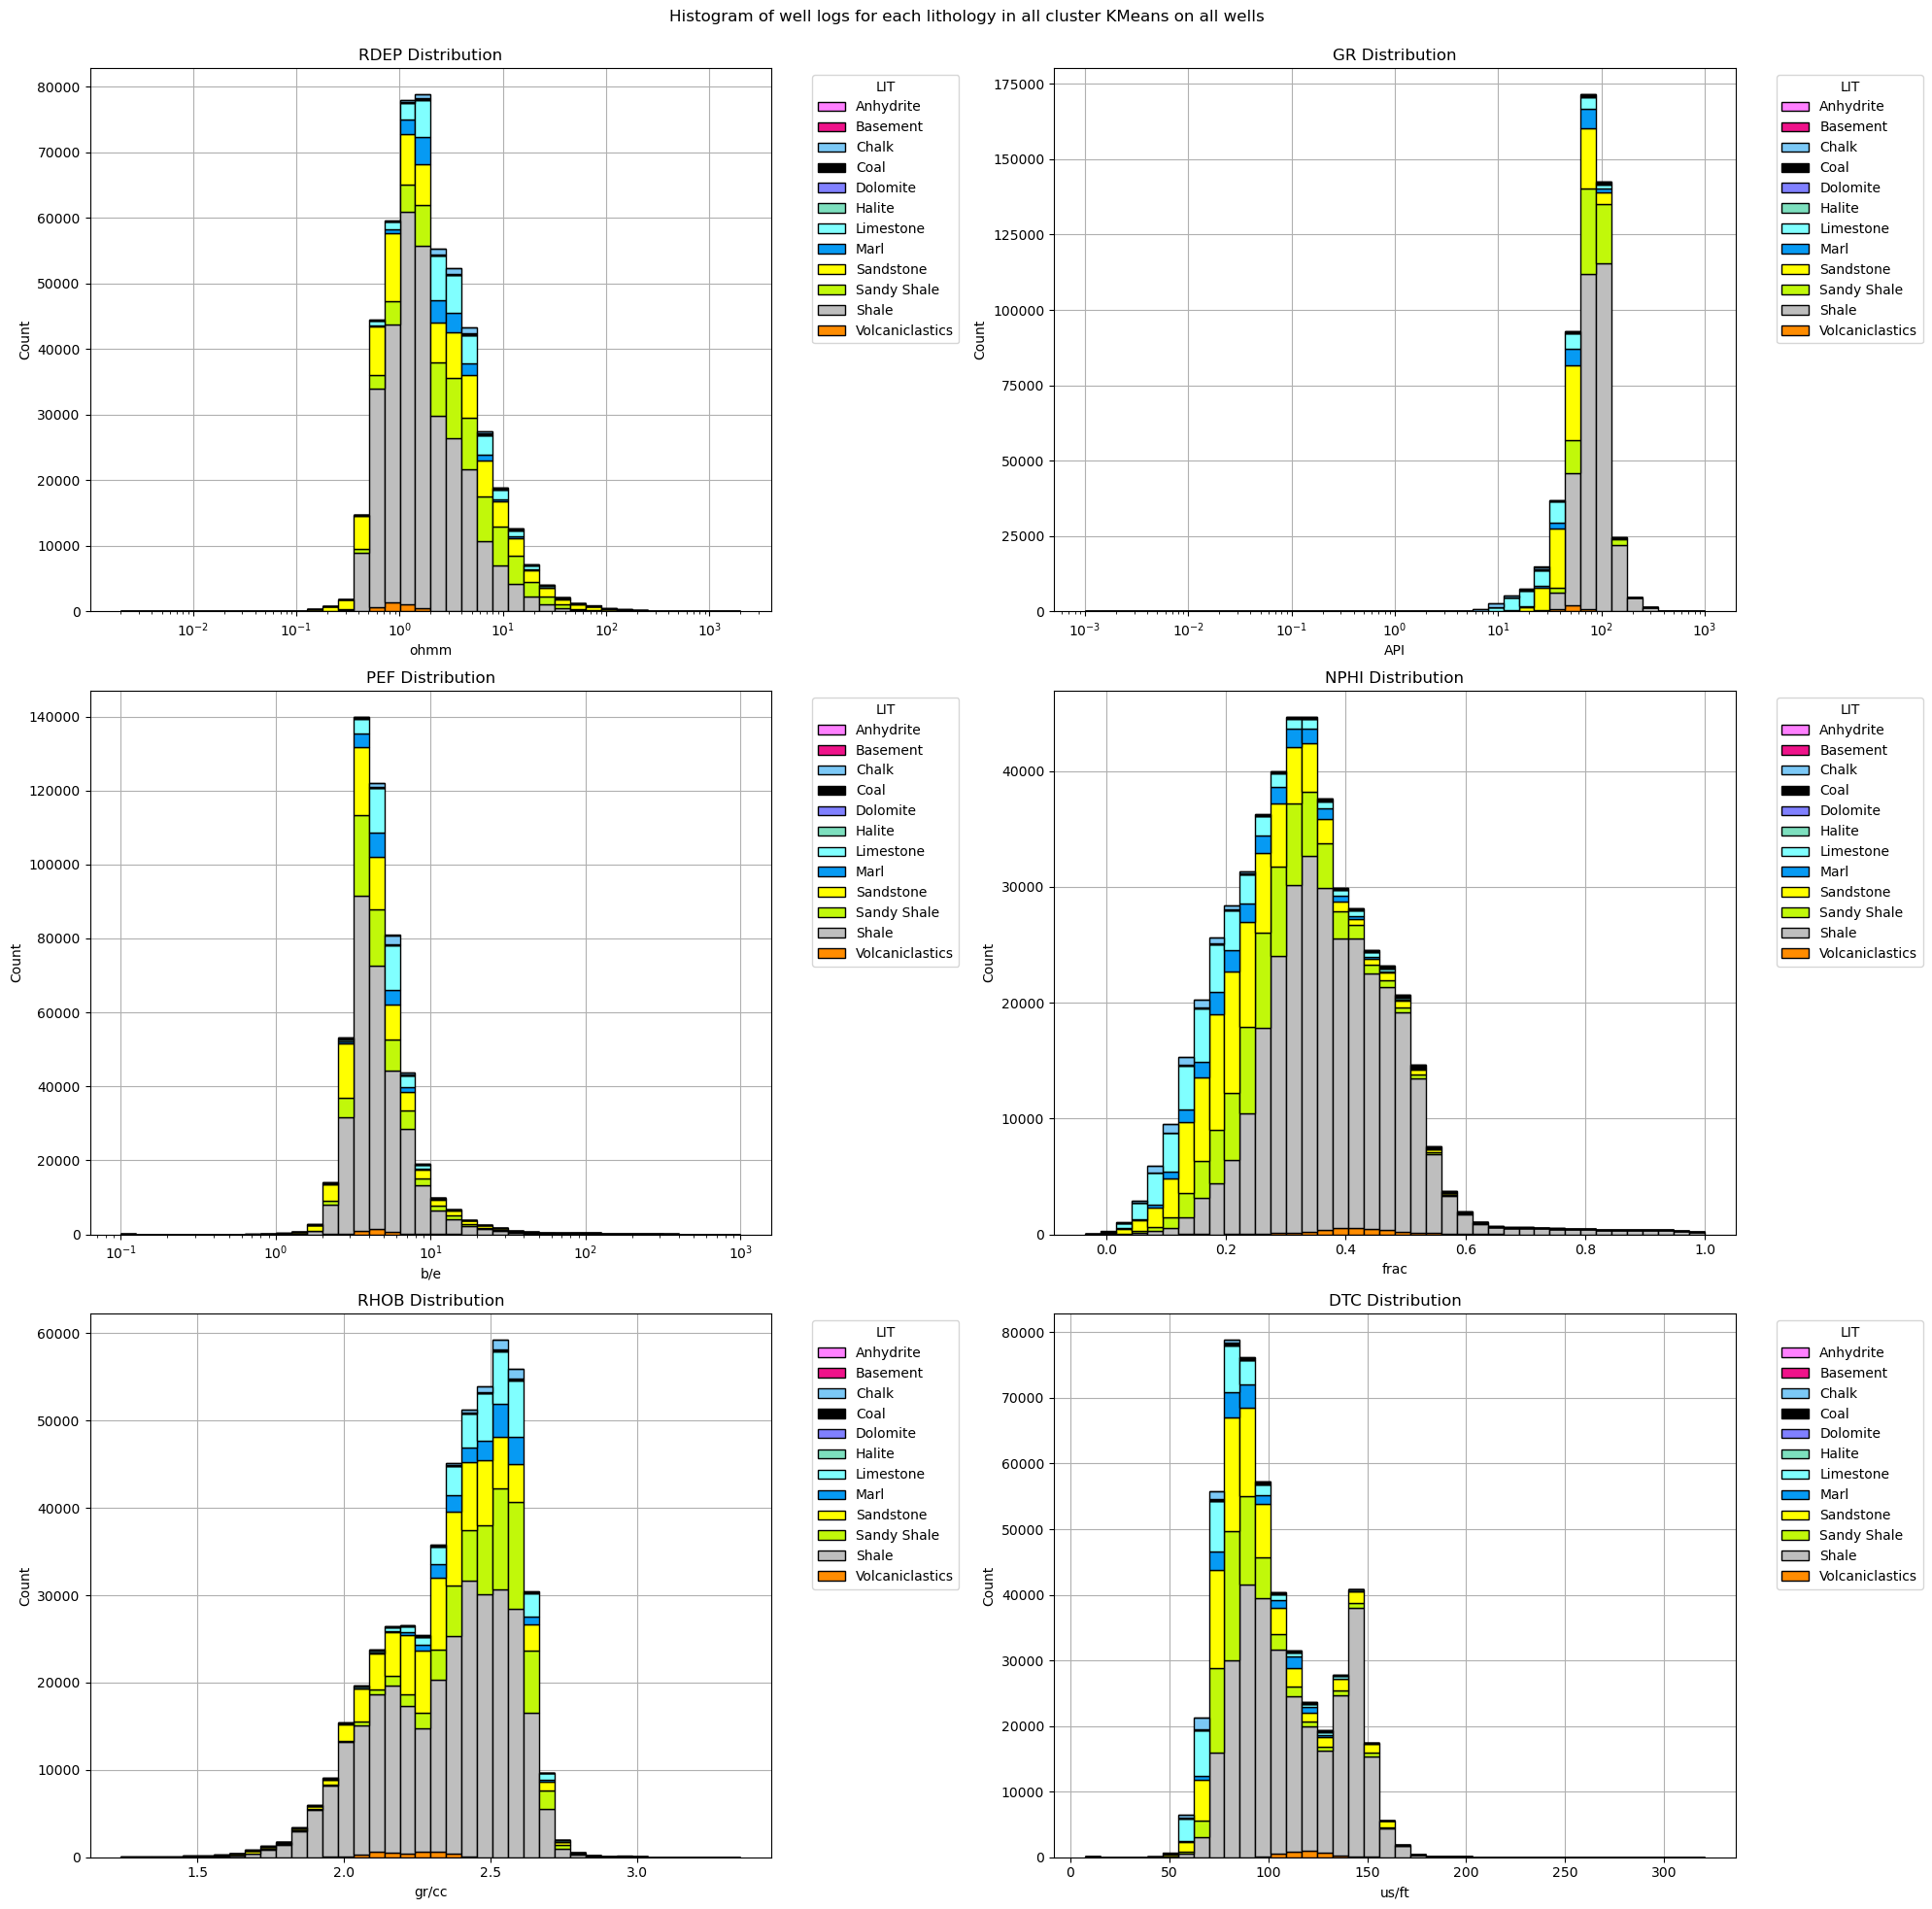 Histogram of well logs for each lithology in all cluster KMeans on all wells
RDEP Distribution
Count
80000
70000
60000
50000
40000
30000
20000
10000
0
10⁻² 10⁻¹ 10⁰ 10¹ 10² 10³
ohmm
LIT
Anhydrite
Basement
Chalk
Coal
Dolomite
Halite
Limestone
Marl
Sandstone
Sandy Shale
Shale
Volcaniclastics
GR Distribution
Count
175000
150000
125000
100000
75000
50000
25000
0
10⁻³ 10⁻² 10⁻¹ 10⁰ 10¹ 10² 10³
API
LIT
Anhydrite
Basement
Chalk
Coal
Dolomite
Halite
Limestone
Marl
Sandstone
Sandy Shale
Shale
Volcaniclastics
PEF Distribution
Count
140000
120000
100000
80000
60000
40000
20000
0
10⁻¹ 10⁰ 10¹ 10² 10³
b/e
LIT
Anhydrite
Basement
Chalk
Coal
Dolomite
Halite
Limestone
Marl
Sandstone
Sandy Shale
Shale
Volcaniclastics
NPHI Distribution
Count
40000
30000
20000
10000
0
0.0 0.2 0.4 0.6 0.8 1.0
frac
LIT
Anhydrite
Basement
Chalk
Coal
Dolomite
Halite
Limestone
Marl
Sandstone
Sandy Shale
Shale
Volcaniclastics
RHOB Distribution
Count
60000
50000
40000
30000
20000
10000
0
1.5 2.0 2.5 3.0
gr/cc
LIT
Anhydrite
Basement
Chalk
Coal
Dolomite
Halite
Limestone
Marl
Sandstone
Sandy Shale
Shale
Volcaniclastics
DTC Distribution
Count
80000
70000
60000
50000
40000
30000
20000
10000
0
0 50 100 150 200 250 300
us/ft
LIT
Anhydrite
Basement
Chalk
Coal
Dolomite
Halite
Limestone
Marl
Sandstone
Sandy Shale
Shale
Volcaniclastics